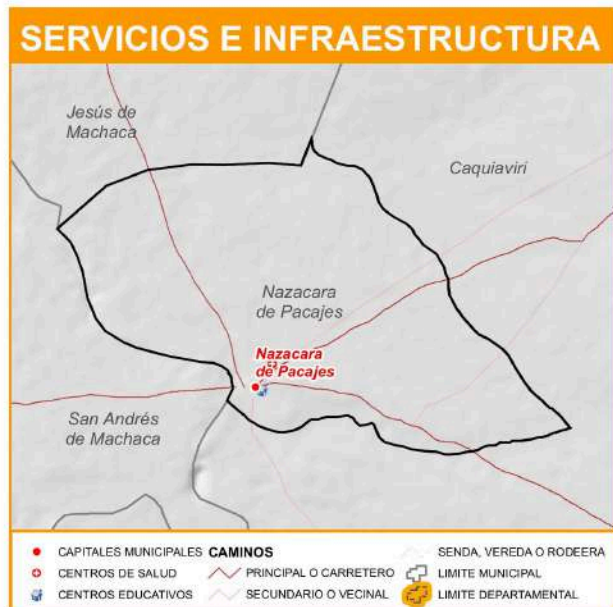 SERVICIOS E INFRAESTRUCTURA
Jesús de
Machaca
Caquiaviri
Nazacara
de Pacajes
Nazacara
de Pacajes
San Andrés
de Machaca
CAPITALES MUNICIPALES
CENTROS DE SALUD
CENTROS EDUCATIVOS
CAMINOS
PRINCIPAL O CARRETERO
SECUNDARIO O VECINAL
SENDA, VEREDA O RODEERA
LIMITE MUNICIPAL
LIMITE DEPARTAMENTAL